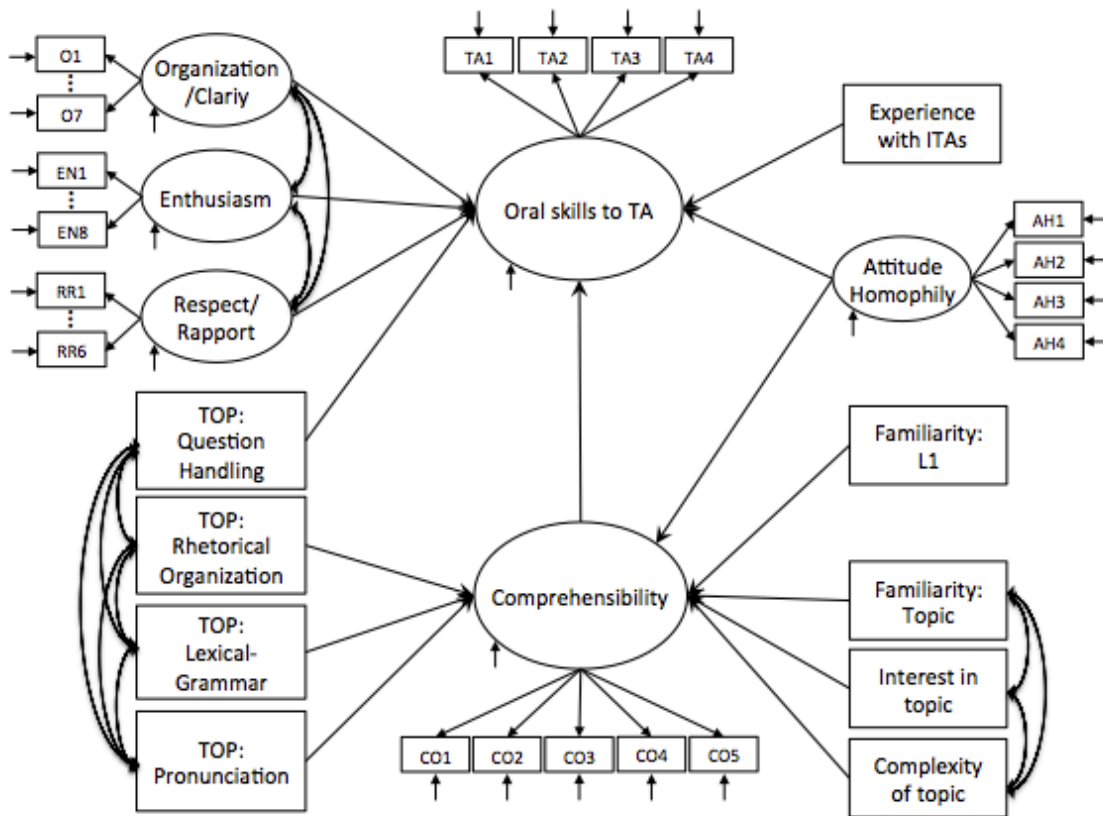 O1
O7
Organization
/Clariy
EN1
EN8
Enthusiasm
RR1
RR6
Respect/
Rapport
TA1
TA2
TA3
TA4
Oral skills to TA
Experience
with ITAs
Attitude
Homophily
AH1
AH2
AH3
AH4
TOP:
Question
Handling
TOP:
Rhetorical
Organization
TOP:
Lexical-
Grammar
TOP:
Pronunciation
Comprehensibility
CO1
CO2
CO3
CO4
CO5
Familiarity:
L1
Familiarity:
Topic
Interest in
topic
Complexity
of topic